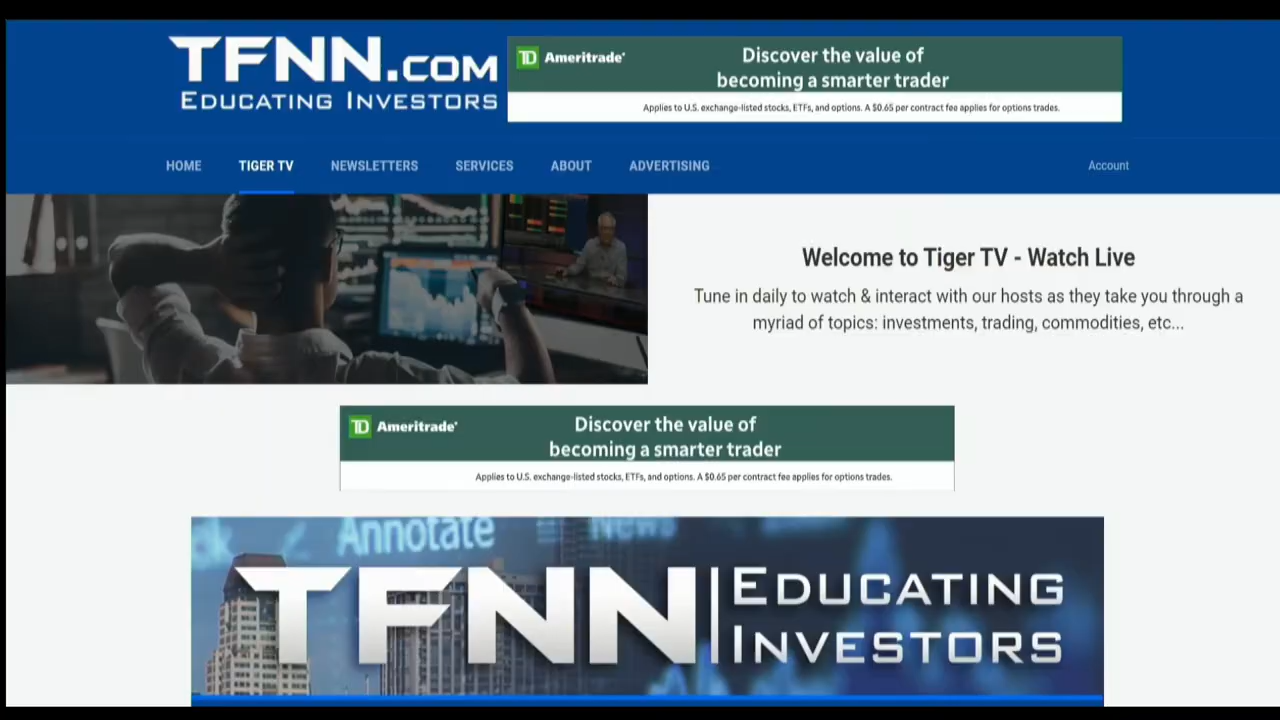 TFNN.COM
EDUCATING INVESTORS
TD Ameritrade
Discover the value of
becoming a smarter trader
Applies to U.S. exchange-listed stocks, ETFs, and options. A $0.65 per contract fee applies for options trades.
HOME TIGER TV NEWSLETTERS SERVICES ABOUT ADVERTISING Account
Welcome to Tiger TV - Watch Live
Tune in daily to watch & interact with our hosts as they take you through a
myriad of topics: investments, trading, commodities, etc...
TD Ameritrade
Discover the value of
becoming a smarter trader
Applies to U.S. exchange-listed stocks, ETFs, and options. A $0.65 per contract fee applies for options trades.
Annotate News
TFNN EDUCATING
INVESTORS